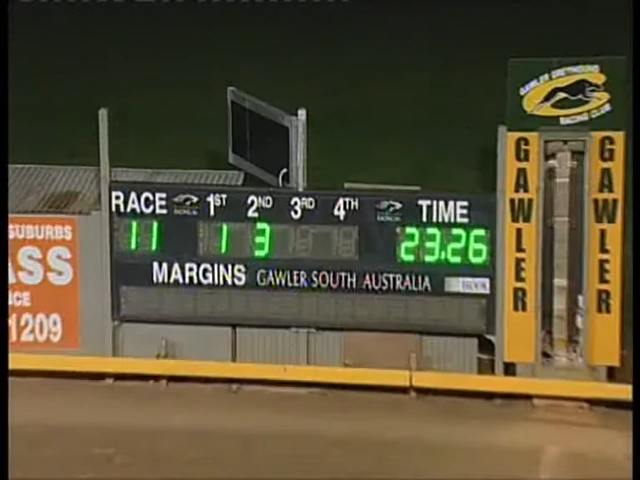 GAWLER GREYHOUND
RACING CLUB
GAWLER
GAWLER
RACE 1ST 2ND 3RD 4TH TIME
11 1 3 23.26
MARGINS GAWLER SOUTH AUSTRALIA
SUBURBS
ASS
CE
1209